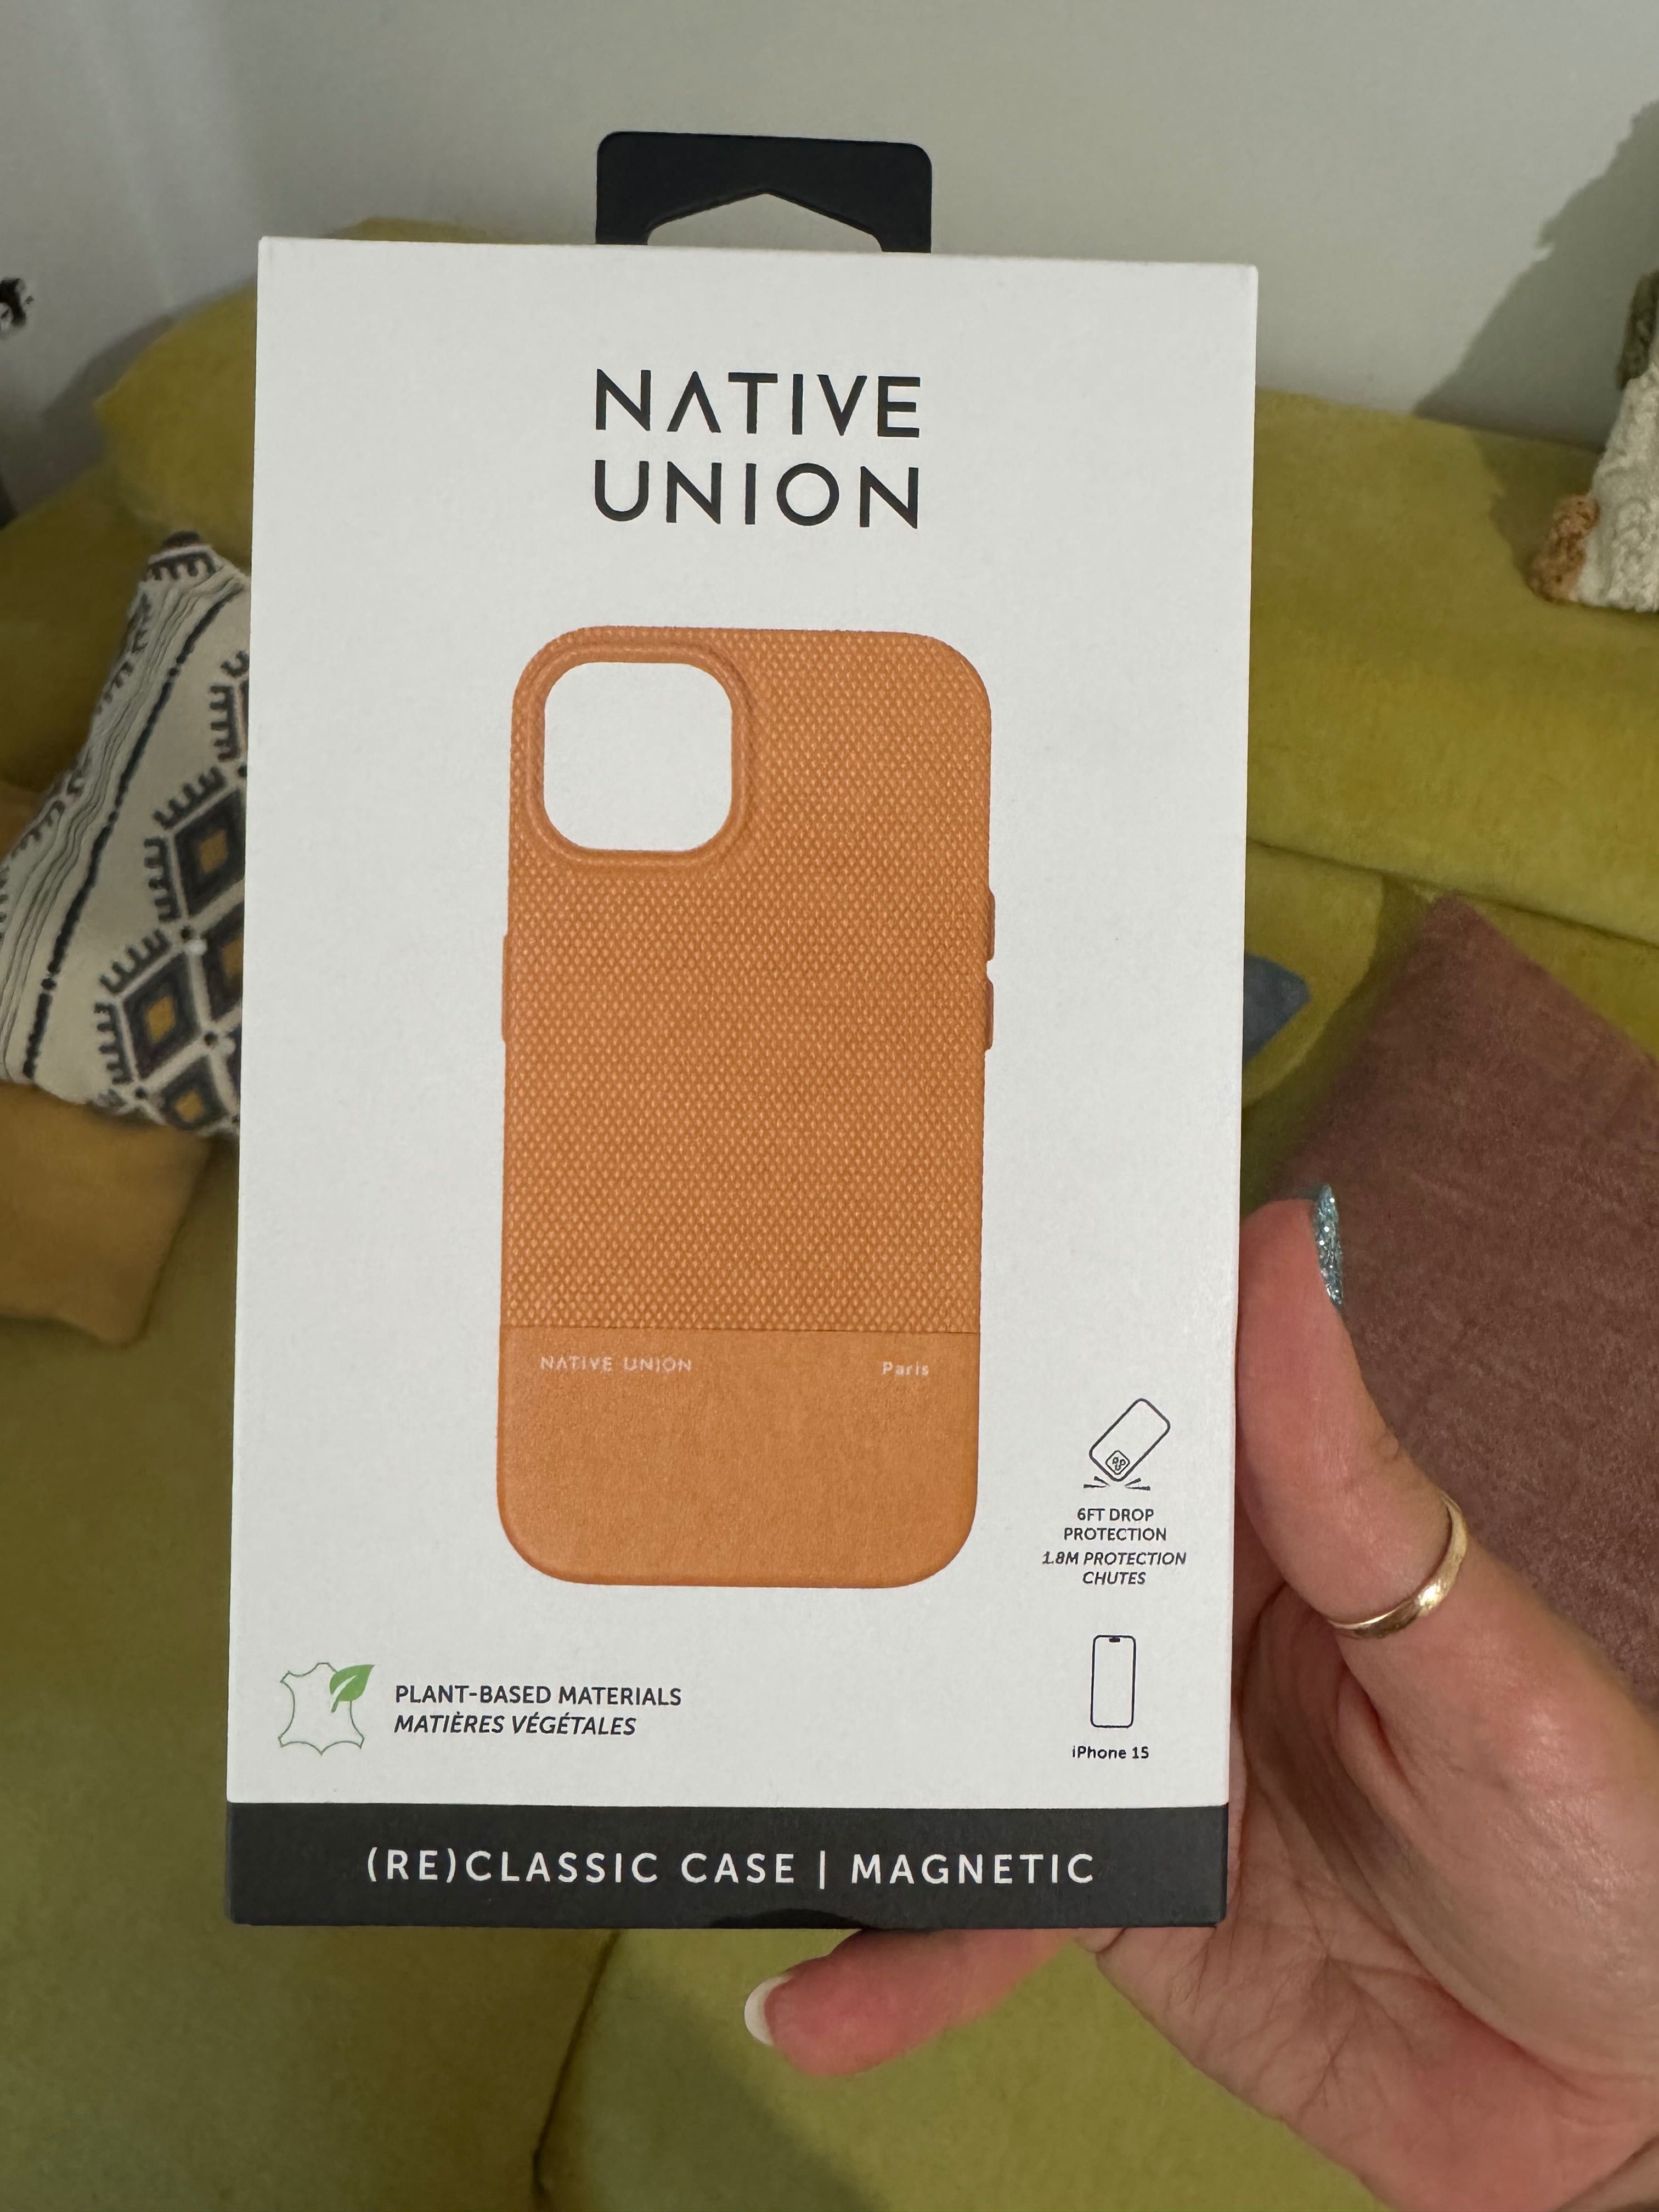 NATIVE
UNION
NATIVE UNION
Paris
6FT DROP
PROTECTION
1.8M PROTECTION
CHUTES
PLANT-BASED MATERIALS
MATIÈRES VÉGÉTALES
iPhone 15
(RE)CLASSIC CASE | MAGNETIC